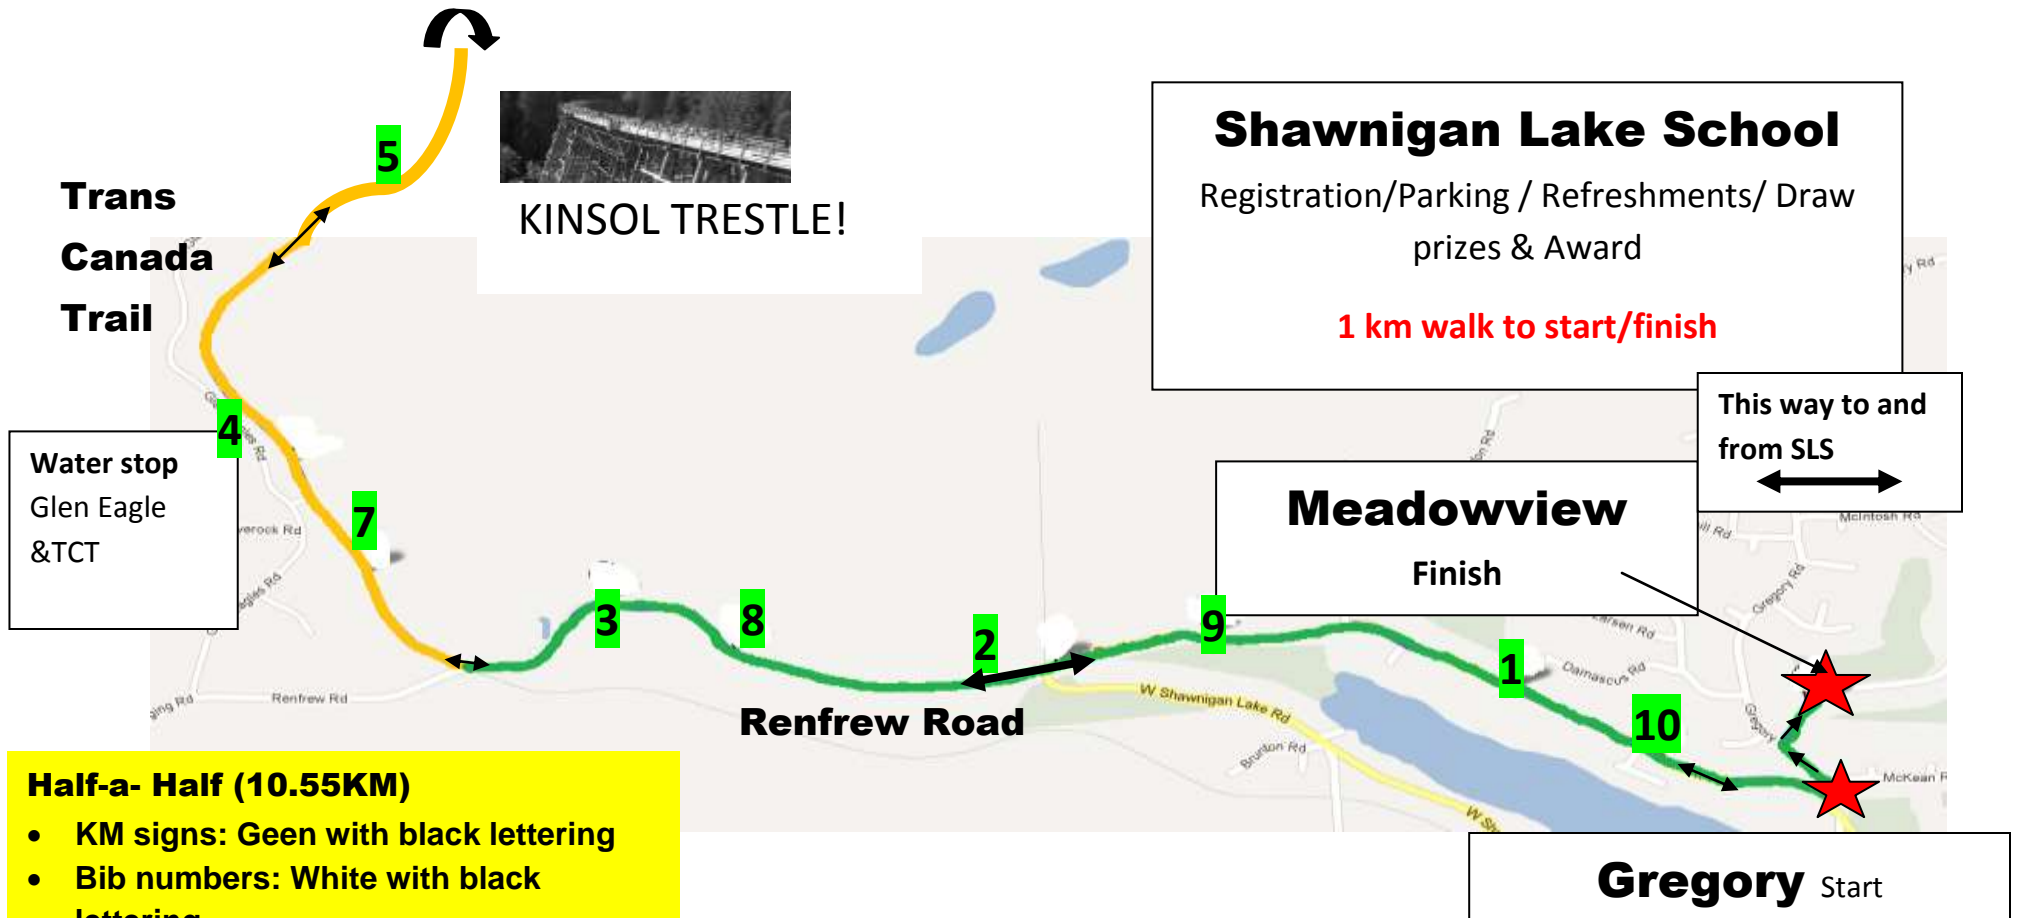 5
Trans
Canada
Trail
KINSOL TRESTLE!
Shawnigan Lake School
Registration/Parking / Refreshments/ Draw
prizes & Award
1 km walk to start/finish
This way to and
from SLS
Meadowview
Finish
4
Water stop
Glen Eagle
&TCT
7
3
8
2
9
1
10
Renfrew Road
Renfrew Rd
W Shawnigan Lake Rd
Brunton Rd
Damascus Rd
Gregory Rd
Gregory
McIntosh Rd
McKean R
Half-a- Half (10.55KM)
• KM signs: Geen with black lettering
• Bib numbers: White with black
lettering
Gregory Start